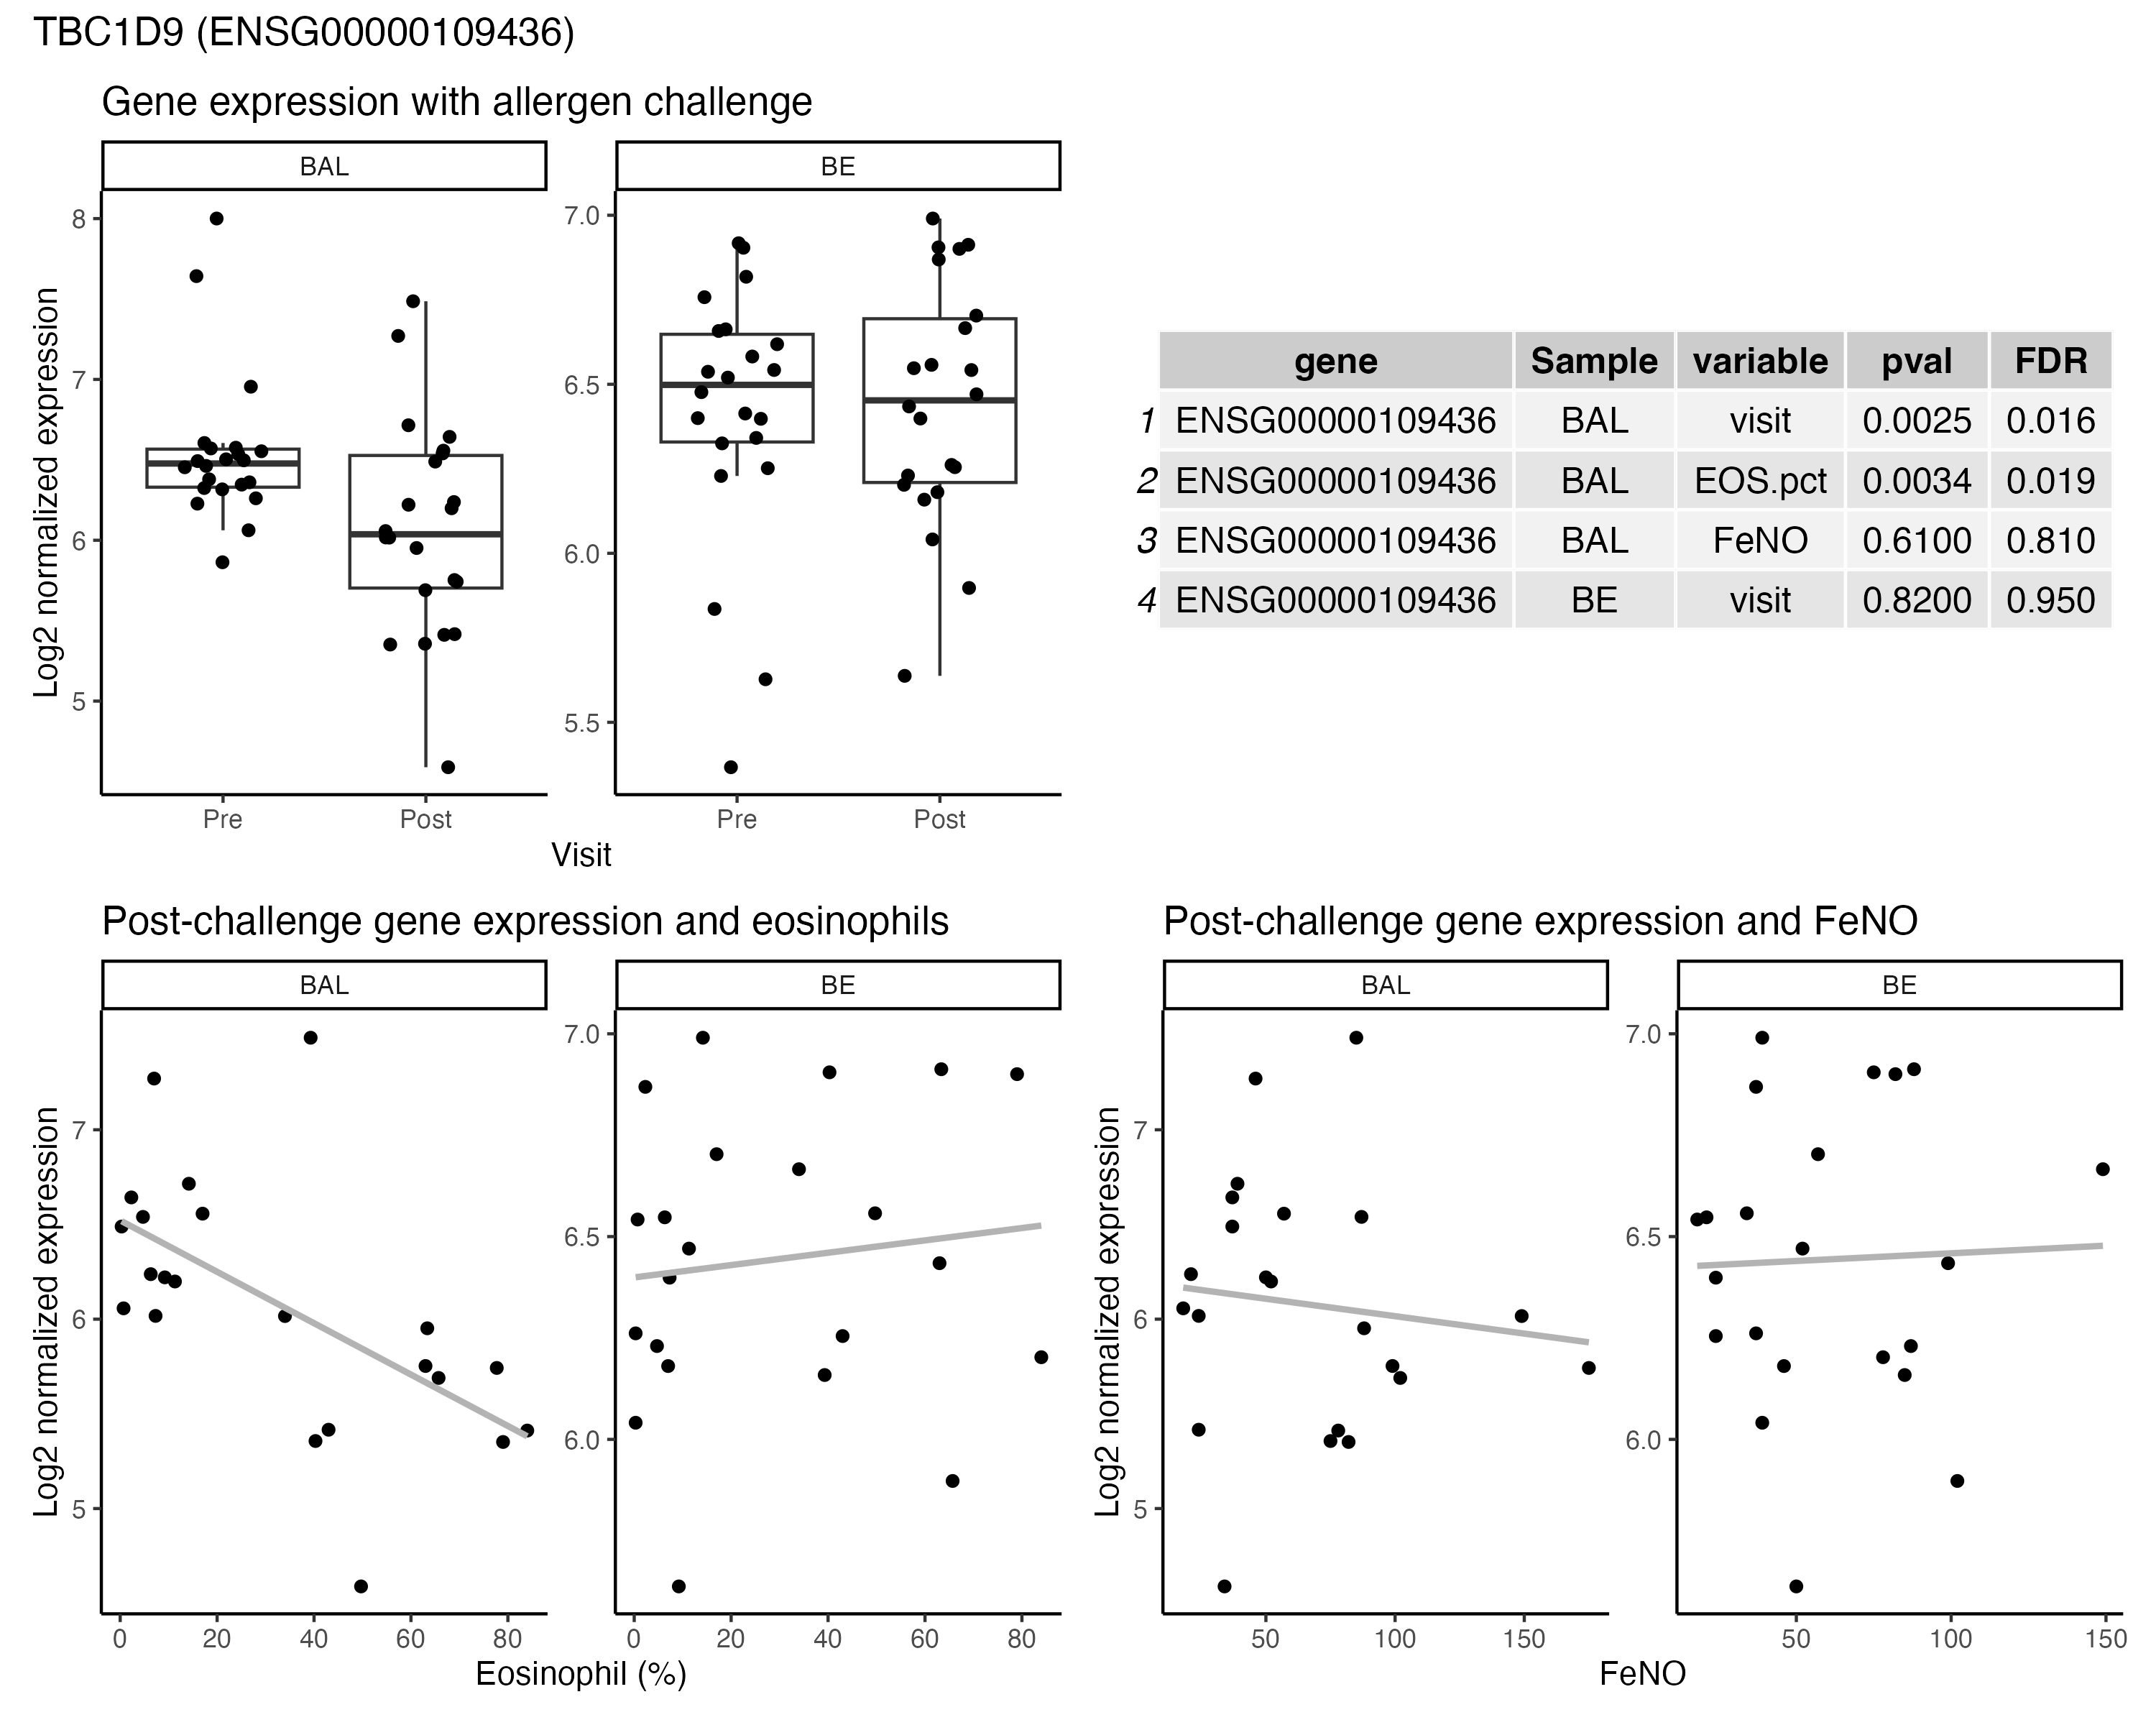 TBC1D9 (ENSG00000109436)
Gene expression with allergen challenge
BAL
BE
Log2 normalized expression
8
7
6
5
7.0
6.5
6.0
5.5
Pre
Post
Pre
Post
Visit
gene Sample variable pval FDR
1 ENSG00000109436 BAL visit 0.0025 0.016
2 ENSG00000109436 BAL EOS.pct 0.0034 0.019
3 ENSG00000109436 BAL FeNO 0.6100 0.810
4 ENSG00000109436 BE visit 0.8200 0.950
Post-challenge gene expression and eosinophils
BAL
BE
Log2 normalized expression
7
6
5
7.0
6.5
6.0
0 20 40 60 80
0 20 40 60 80
Eosinophil (%)
Post-challenge gene expression and FeNO
BAL
BE
Log2 normalized expression
7
6
5
7.0
6.5
6.0
50 100 150
50 100 150
FeNO